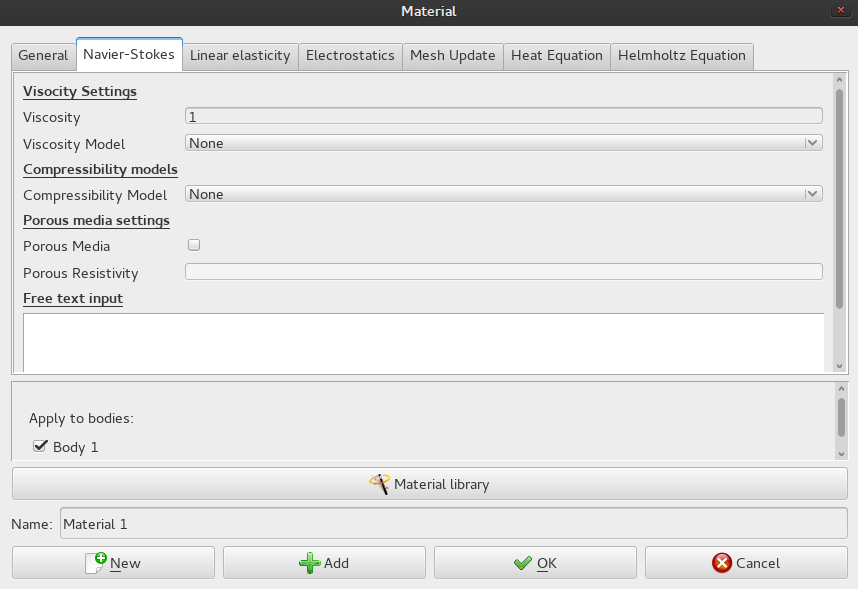 Material
General Navier-Stokes Linear elasticity Electrostatics Mesh Update Heat Equation Helmholtz Equation
Visocity Settings
Viscosity 1
Viscosity Model None
Compressibility models
Compressibility Model None
Porous media settings
Porous Media
Porous Resistivity
Free text input
Apply to bodies:
Body 1
Material library
Name: Material 1
New Add OK Cancel